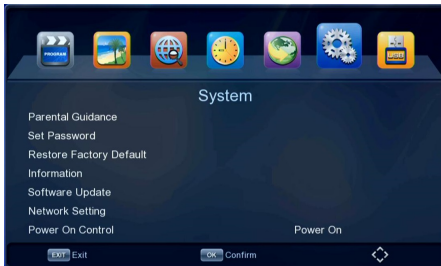 PROGRAM
System
Parental Guidance
Set Password
Restore Factory Default
Information
Software Update
Network Setting
Power On Control Power On
EXIT Exit
OK Confirm